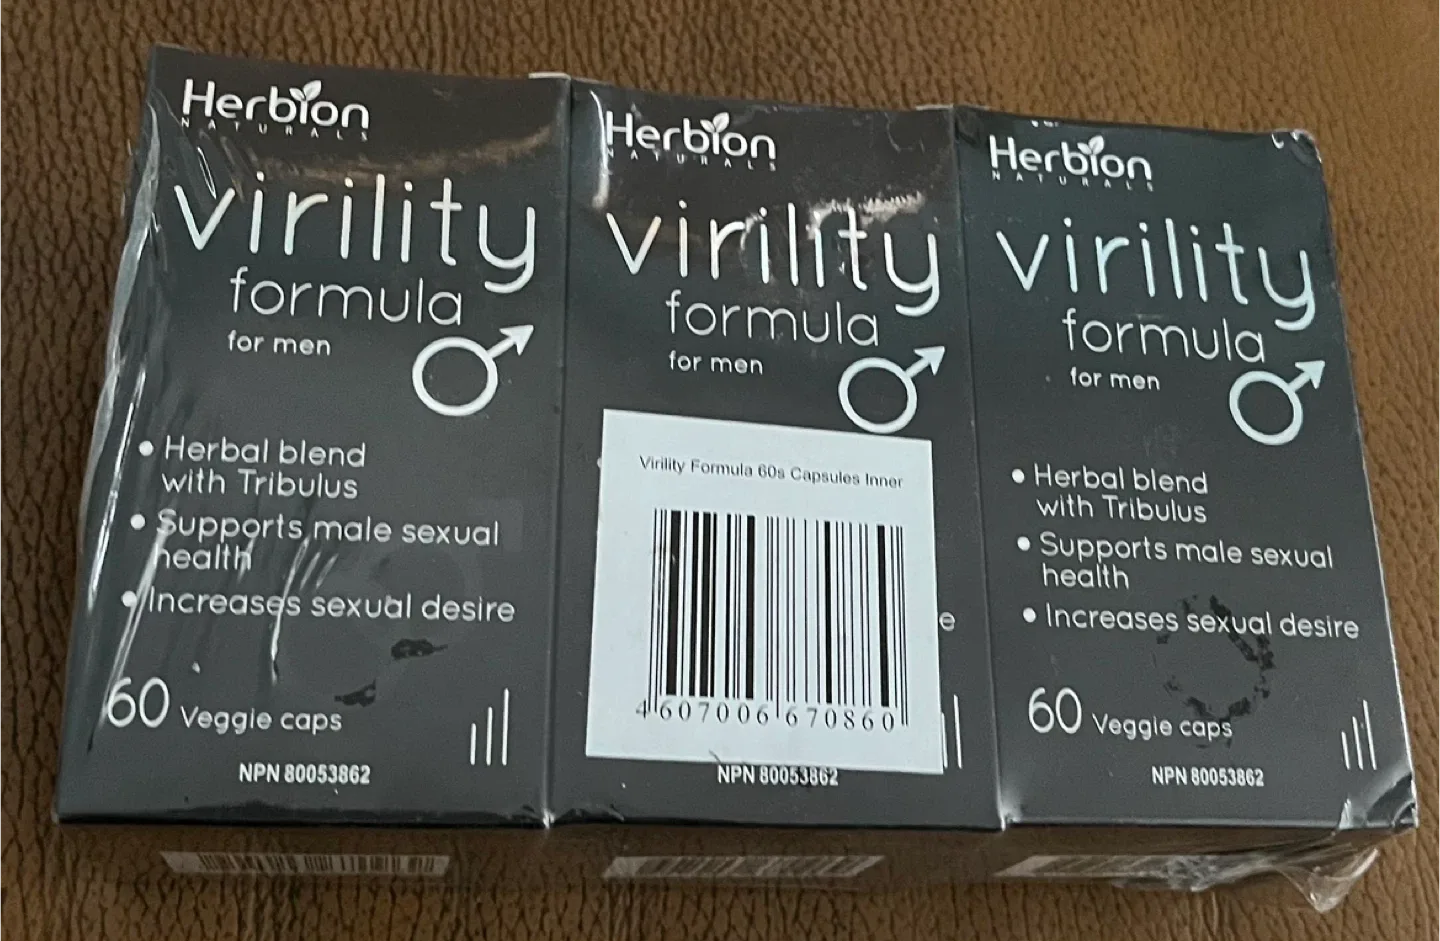 Herbion
NATURALS
virility
formula
for men
• Herbal blend
with Tribulus
• Supports male sexual
health
• Increases sexual desire
60 Veggie caps
NPN 80053862
Herbion
NATURALS
virility
formula
for men
Virility Formula 60s Capsules Inner
4607006670860
e
NPN 80053862
Herbion
NATURALS
virility
formula
for men
• Herbal blend
with Tribulus
• Supports male sexual
health
• Increases sexual desire
60 Veggie caps
NPN 80053862